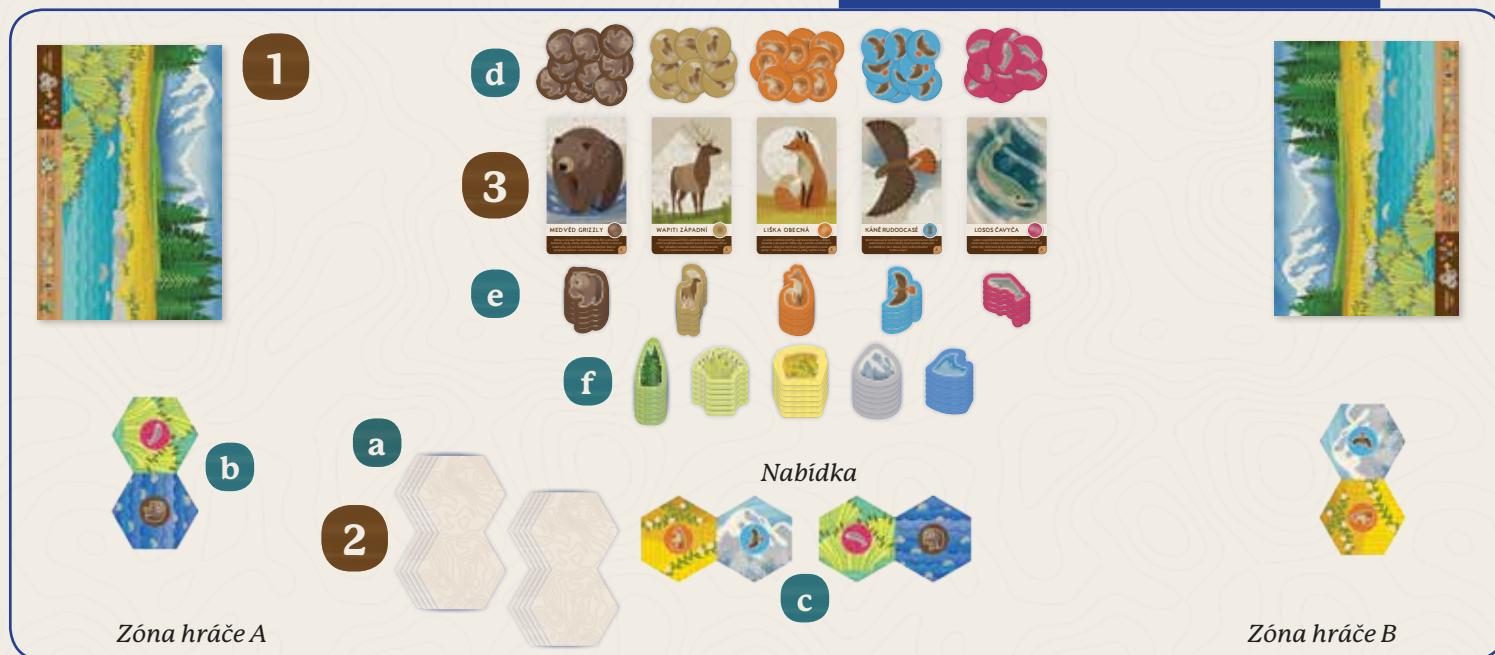 1
d
3
MEDVĚD GRIZZLY
WAPITI ZÁPADNÍ
LIŠKA OBECNÁ
KÁNĚ RUDOOCASÉ
LOSOS ČAVYČA
e
f
a
b
Nabídka
2
c
Zóna hráče A
Zóna hráče B